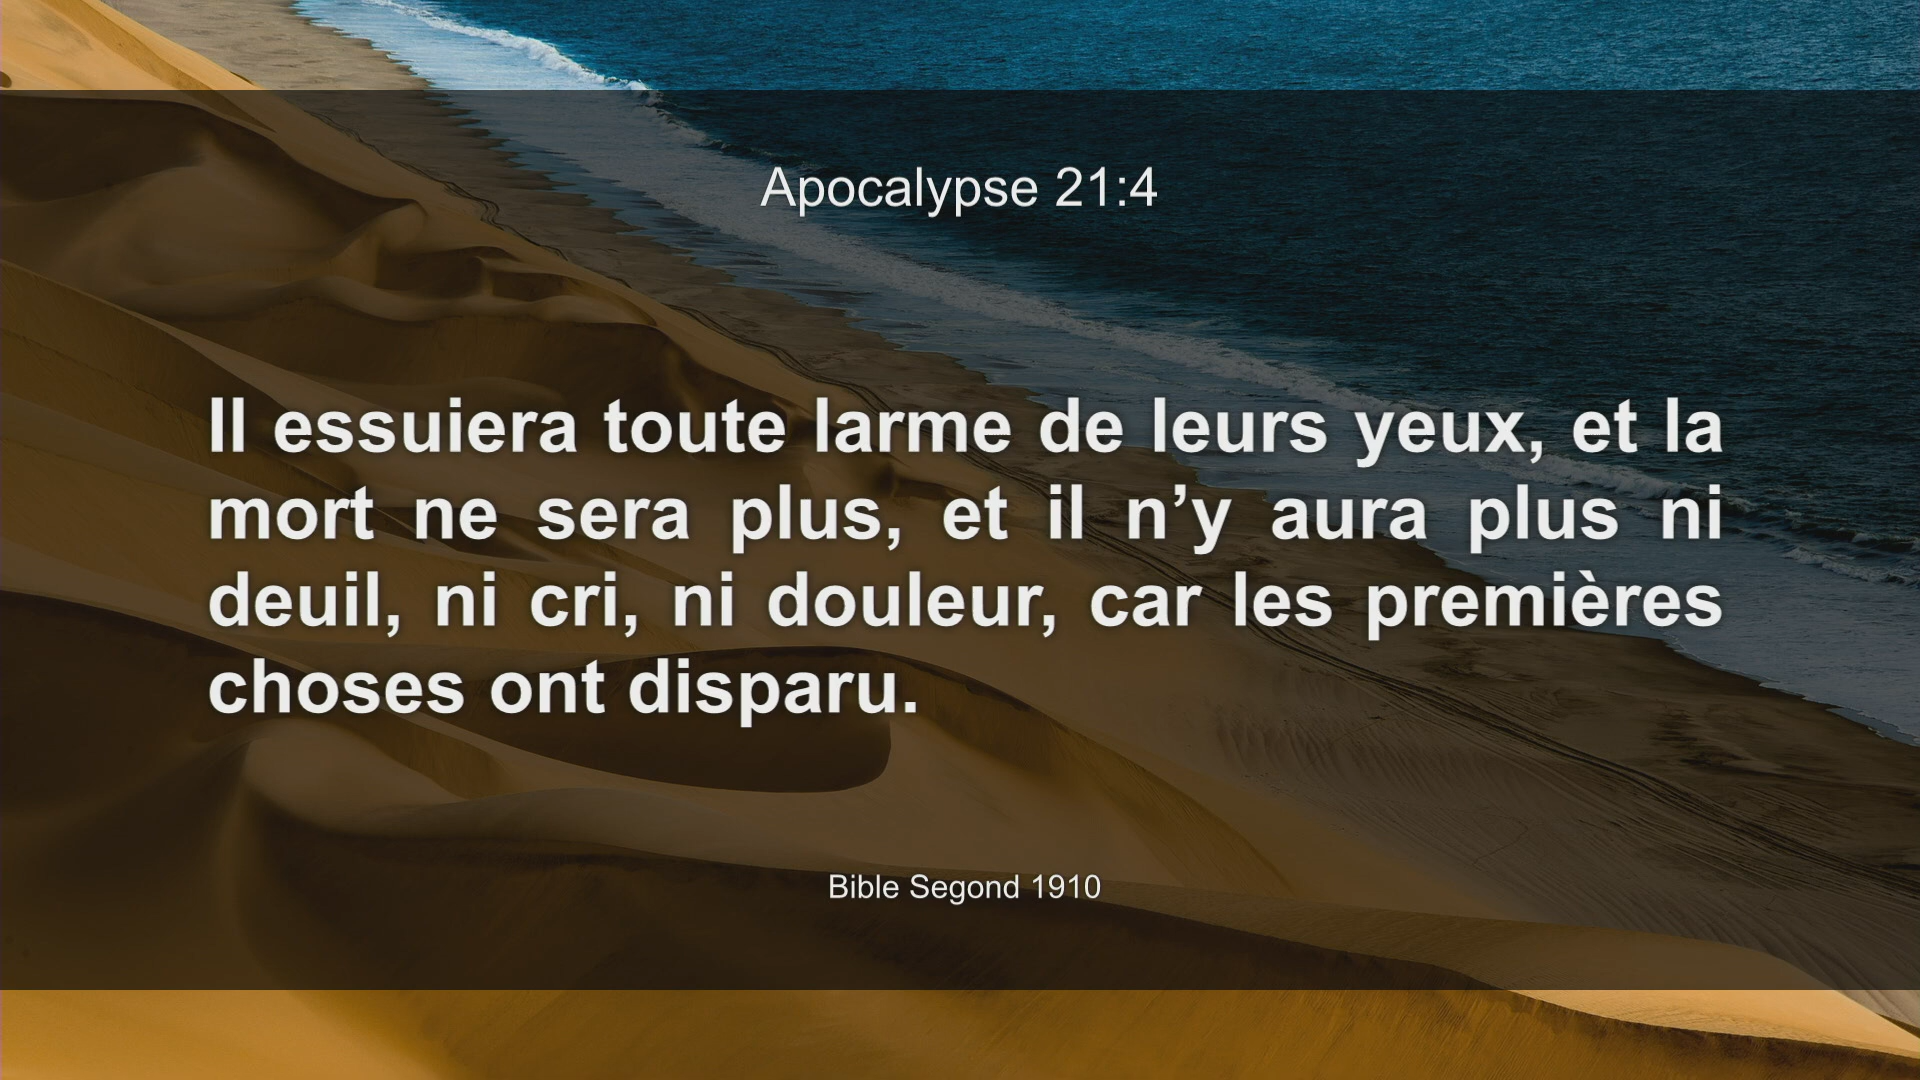 Apocalypse 21:4
Il essuiera toute larme de leurs yeux, et la
mort ne sera plus, et il n’y aura plus ni
deuil, ni cri, ni douleur, car les premières
choses ont disparu.
Bible Segond 1910